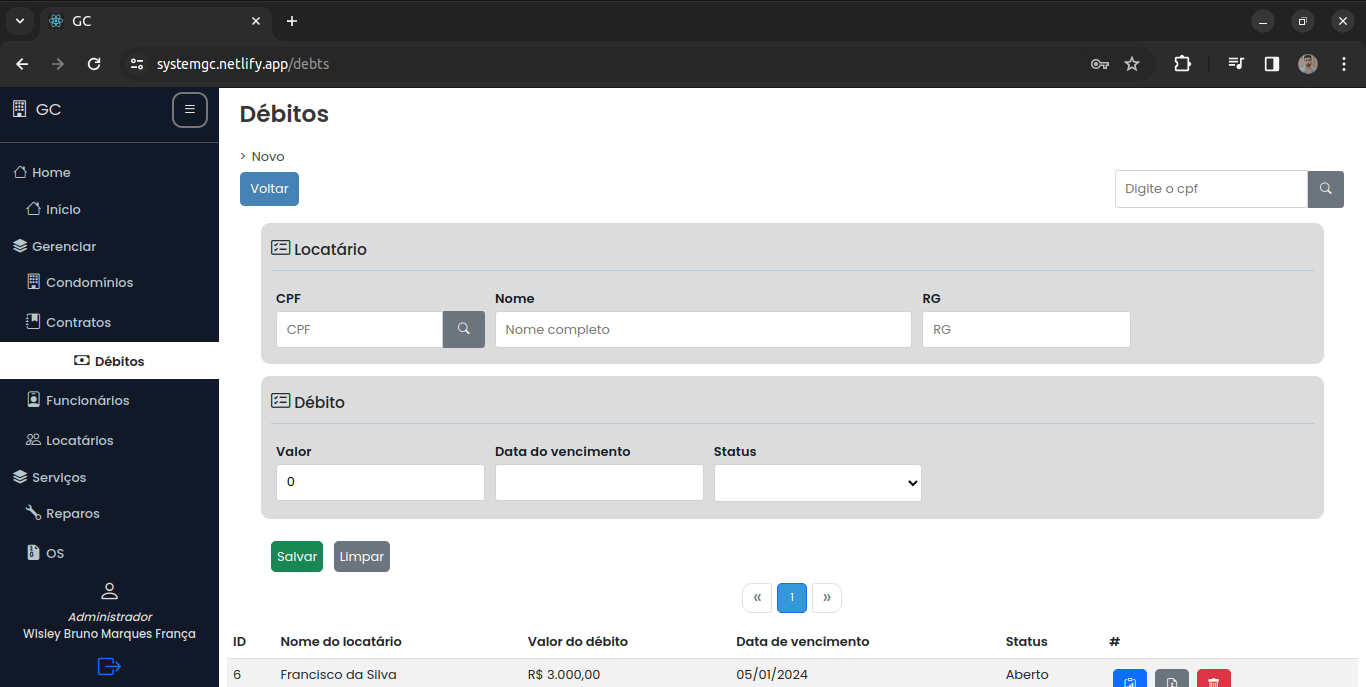 GC
systemgc.netlify.app/debts
GC
Home
Início
Gerenciar
Condomínios
Contratos
Débitos
Funcionários
Locatários
Serviços
Reparos
OS
Administrador
Wisley Bruno Marques França
Débitos
> Novo
Voltar
Digite o cpf
Locatário
CPF Nome RG
CPF Nome completo RG
Débito
Valor Data do vencimento Status
0
Salvar Limpar
« 1 »
ID Nome do locatário Valor do débito Data de vencimento Status #
6 Francisco da Silva R$ 3.000,00 05/01/2024 Aberto